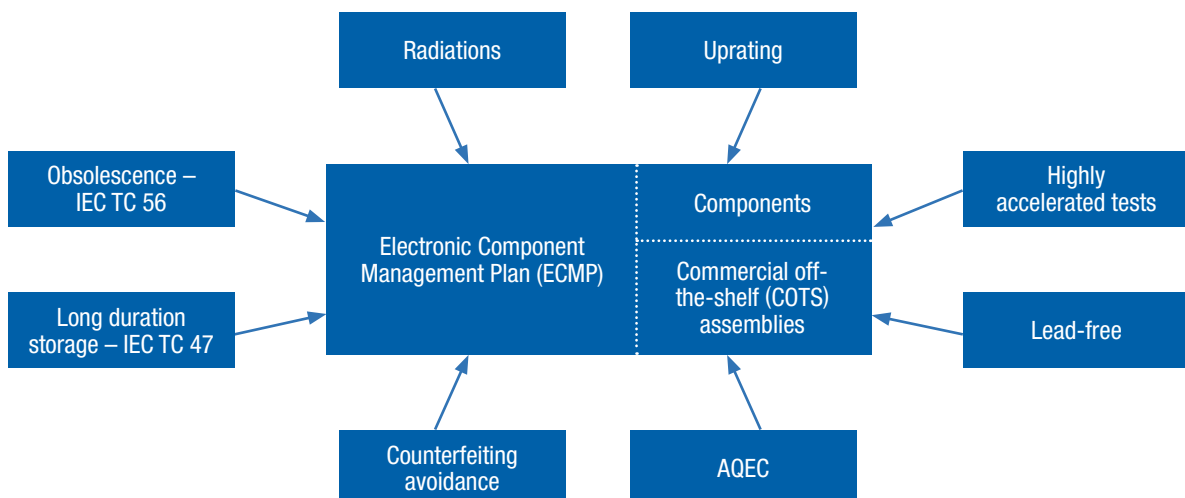 Radiations
Uprating
Obsolescence –
IEC TC 56
Components
Highly
accelerated tests
Electronic Component
Management Plan (ECMP)
Commercial off-
the-shelf (COTS)
assemblies
Long duration
storage – IEC TC 47
Lead-free
Counterfeiting
avoidance
AQEC